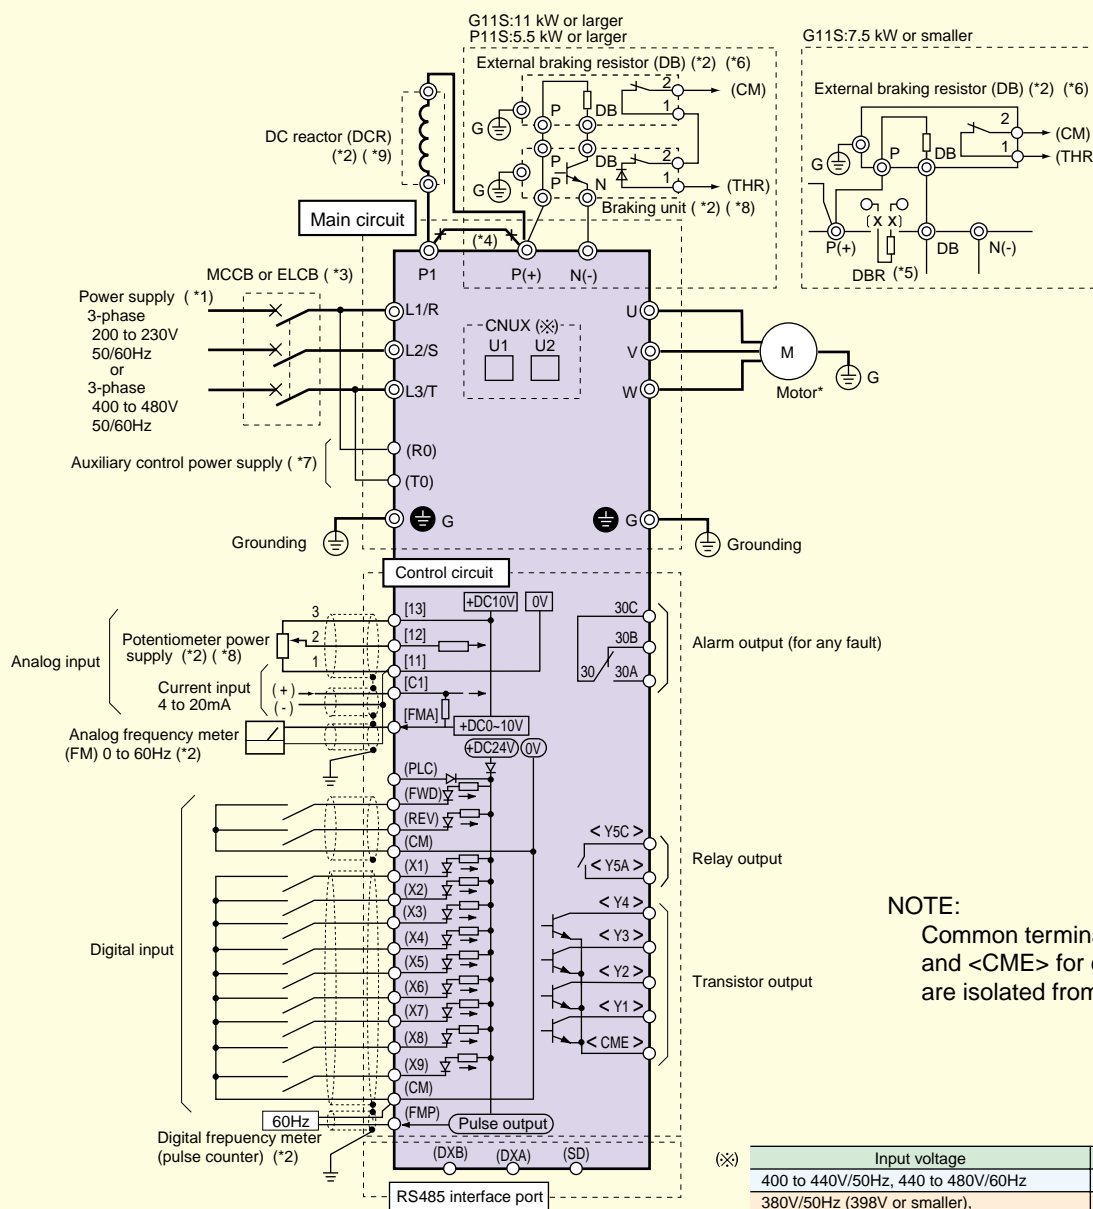 G11S:11 kW or larger
P11S:5.5 kW or larger
External braking resistor (DB) (*2) (*6)
2
(CM)
1
P
DB
G
DB
2
P
N
1
(THR)
G
Braking unit ( *2) ( *8)
G11S:7.5 kW or smaller
External braking resistor (DB) (*2) (*6)
2
(CM)
1
(THR
G
P
DB
( X X )
P(+)
DB
N(-)
DBR (*5)
DC reactor (DCR)
(*2) ( *9)
Main circuit
(*4)
P1
P(+)
N(-)
MCCB or ELCB ( *3)
Power supply ( *1)
3-phase
200 to 230V
50/60Hz
or
3-phase
400 to 480V
50/60Hz
L1/R
L2/S
L3/T
CNUX (※)
U1
U2
U
V
W
M
Motor*
G
Auxiliary control power supply ( *7)
(R0)
(T0)
G
G
Grounding
Grounding
Control circuit
Analog input
Potentiometer power
supply (*2) ( *8)
3
2
1
Current input
4 to 20mA
( + )
( - )
Analog frequency meter
(FM) 0 to 60Hz (*2)
[13]
[12]
[11]
[C1]
[FMA]
+DC10V
0V
+DC0~10V
+DC24V
0V
30C
30B
30
30A
Alarm output (for any fault)
(PLC)
(FWD)
(REV)
(CM)
(X1)
(X2)
(X3)
(X4)
(X5)
(X6)
(X7)
(X8)
(X9)
(CM)
(FMP)
Pulse output
Digital input
60Hz
Digital frepuency meter
(pulse counter) (*2)
< Y5C >
< Y5A >
Relay output
< Y4 >
< Y3 >
< Y2 >
< Y1 >
< CME >
Transistor output
(DXB)
(DXA)
(SD)
RS485 interface port
NOTE:
Common termina
and <CME> for
are isolated from
(※)
Input voltage
400 to 440V/50Hz, 440 to 480V/60Hz
380V/50Hz (398V or smaller),